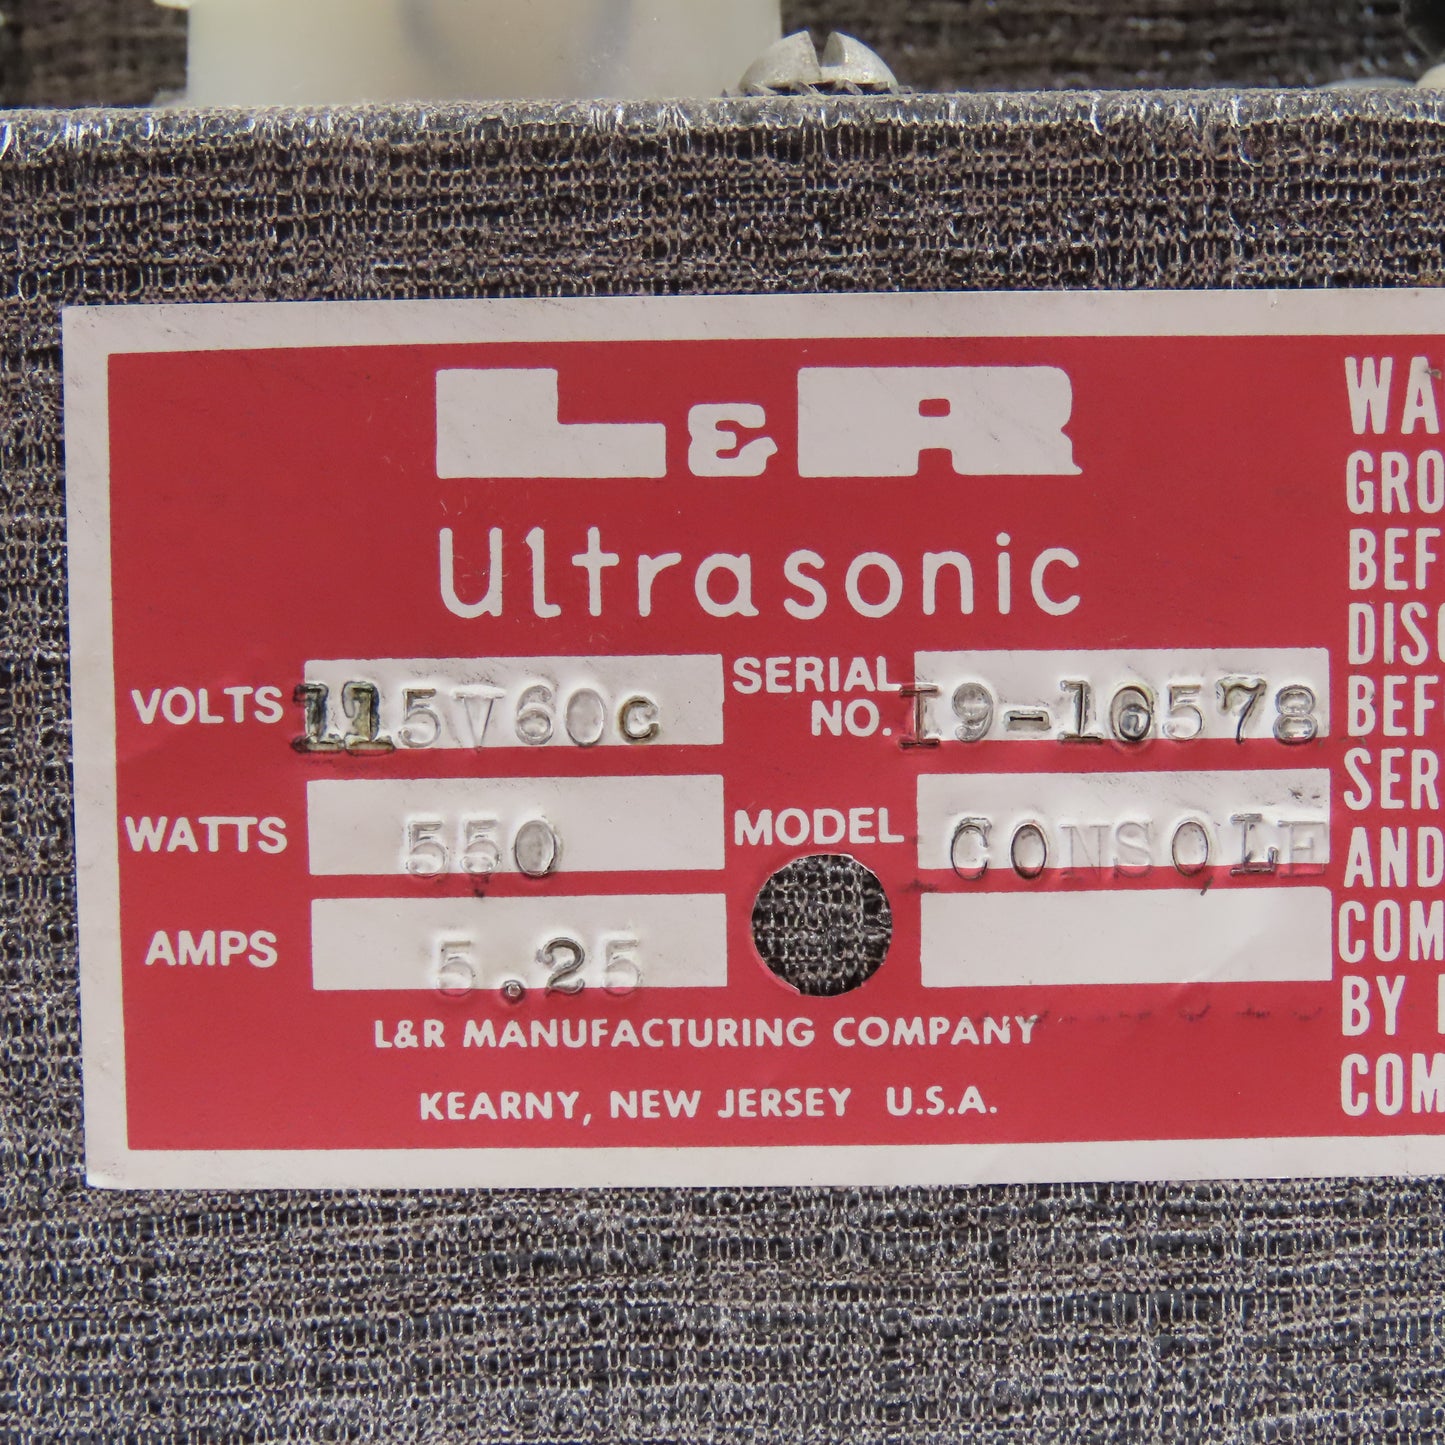 L & R
Ultrasonic
VOLTS 115V60c
SERIAL NO. I9-16578
WATTS 550
MODEL CONSOLE
AMPS 5.25
L&R MANUFACTURING COMPANY
KEARNY, NEW JERSEY U.S.A.
WA
GRO
BEF
DISC
BEF
SER
AND
COM
BY
COM